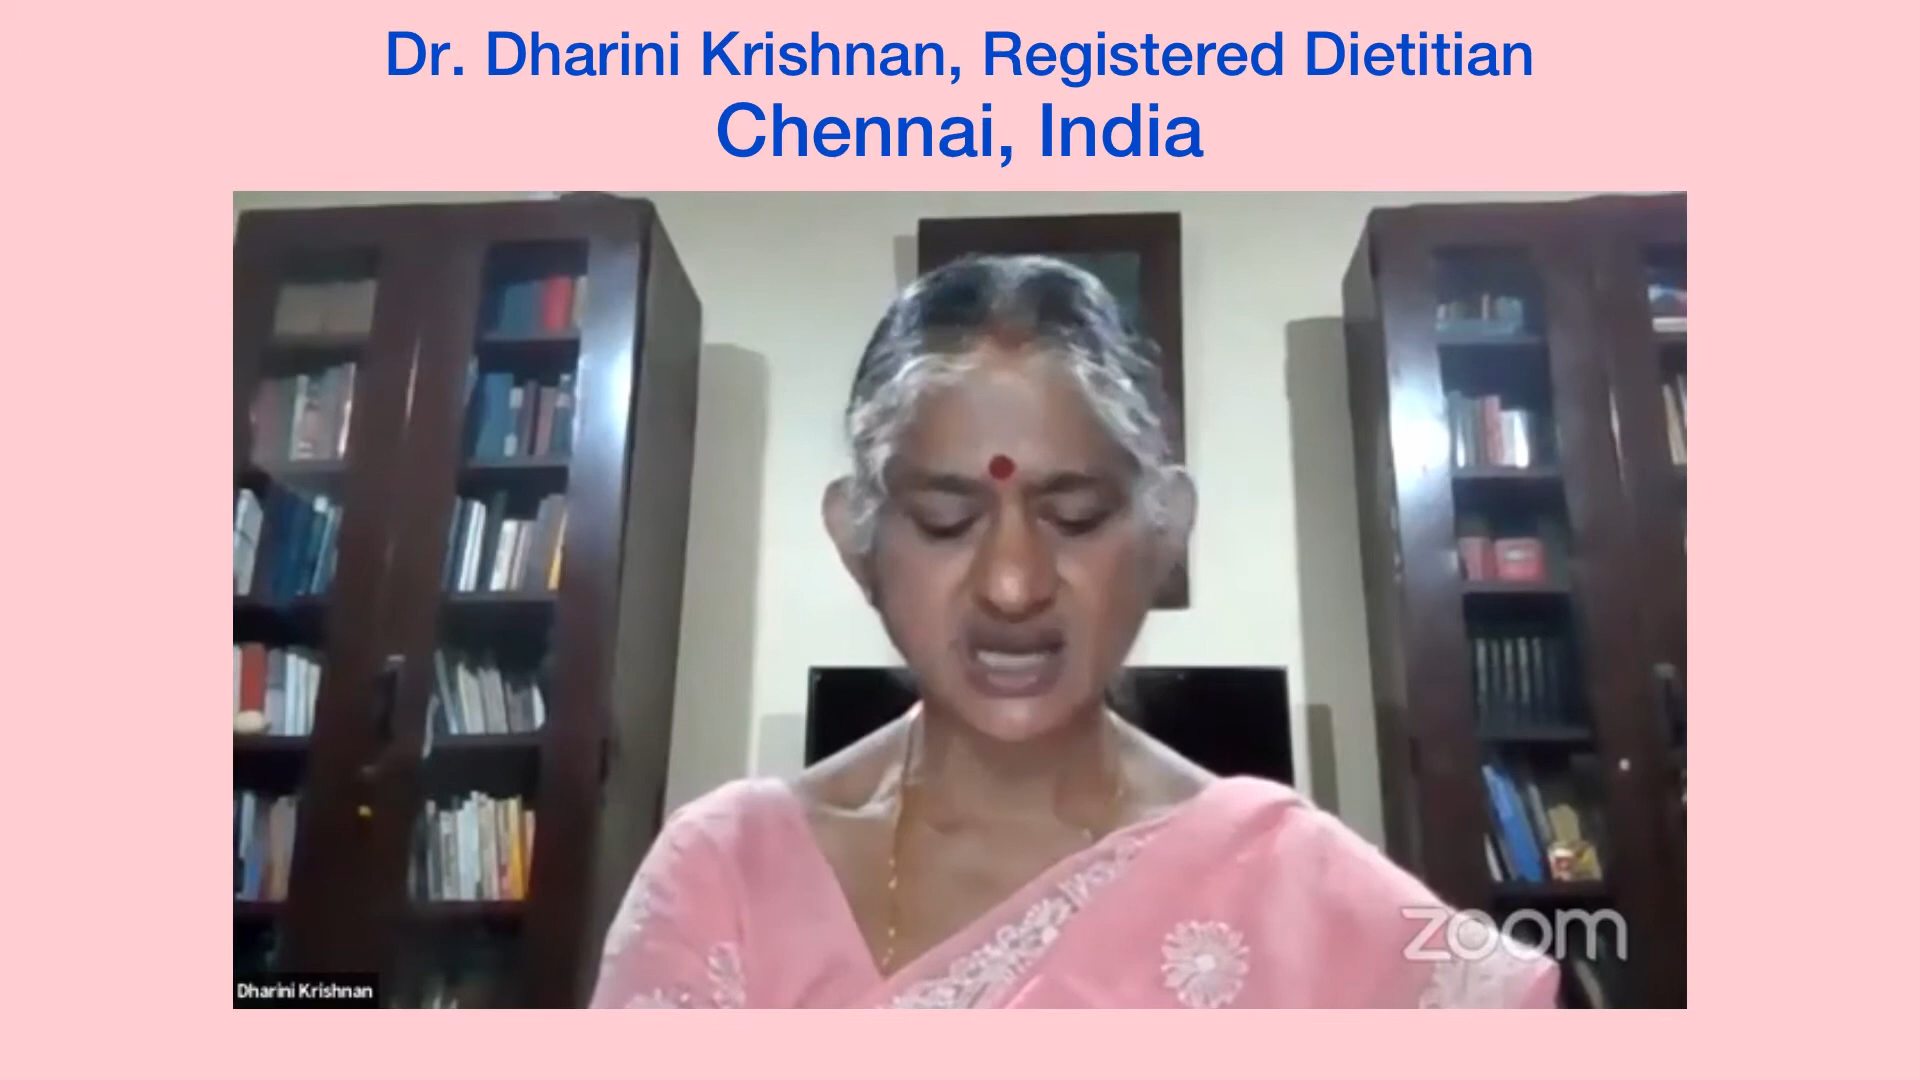 Dr. Dharini Krishnan, Registered Dietitian
Chennai, India
zoom
Dharini Krishnan